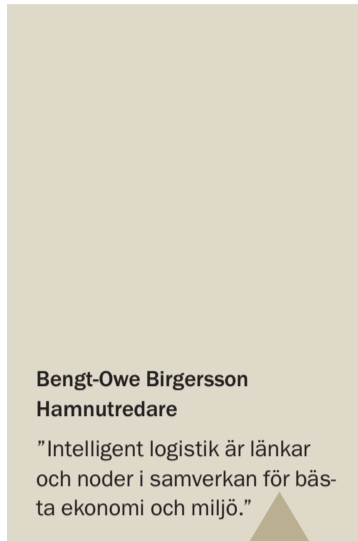 Bengt-Owe Birgersson
Hamnutredare
”Intelligent logistik är länkar
och noder i samverkan för bäs-
ta ekonomi och miljö.”